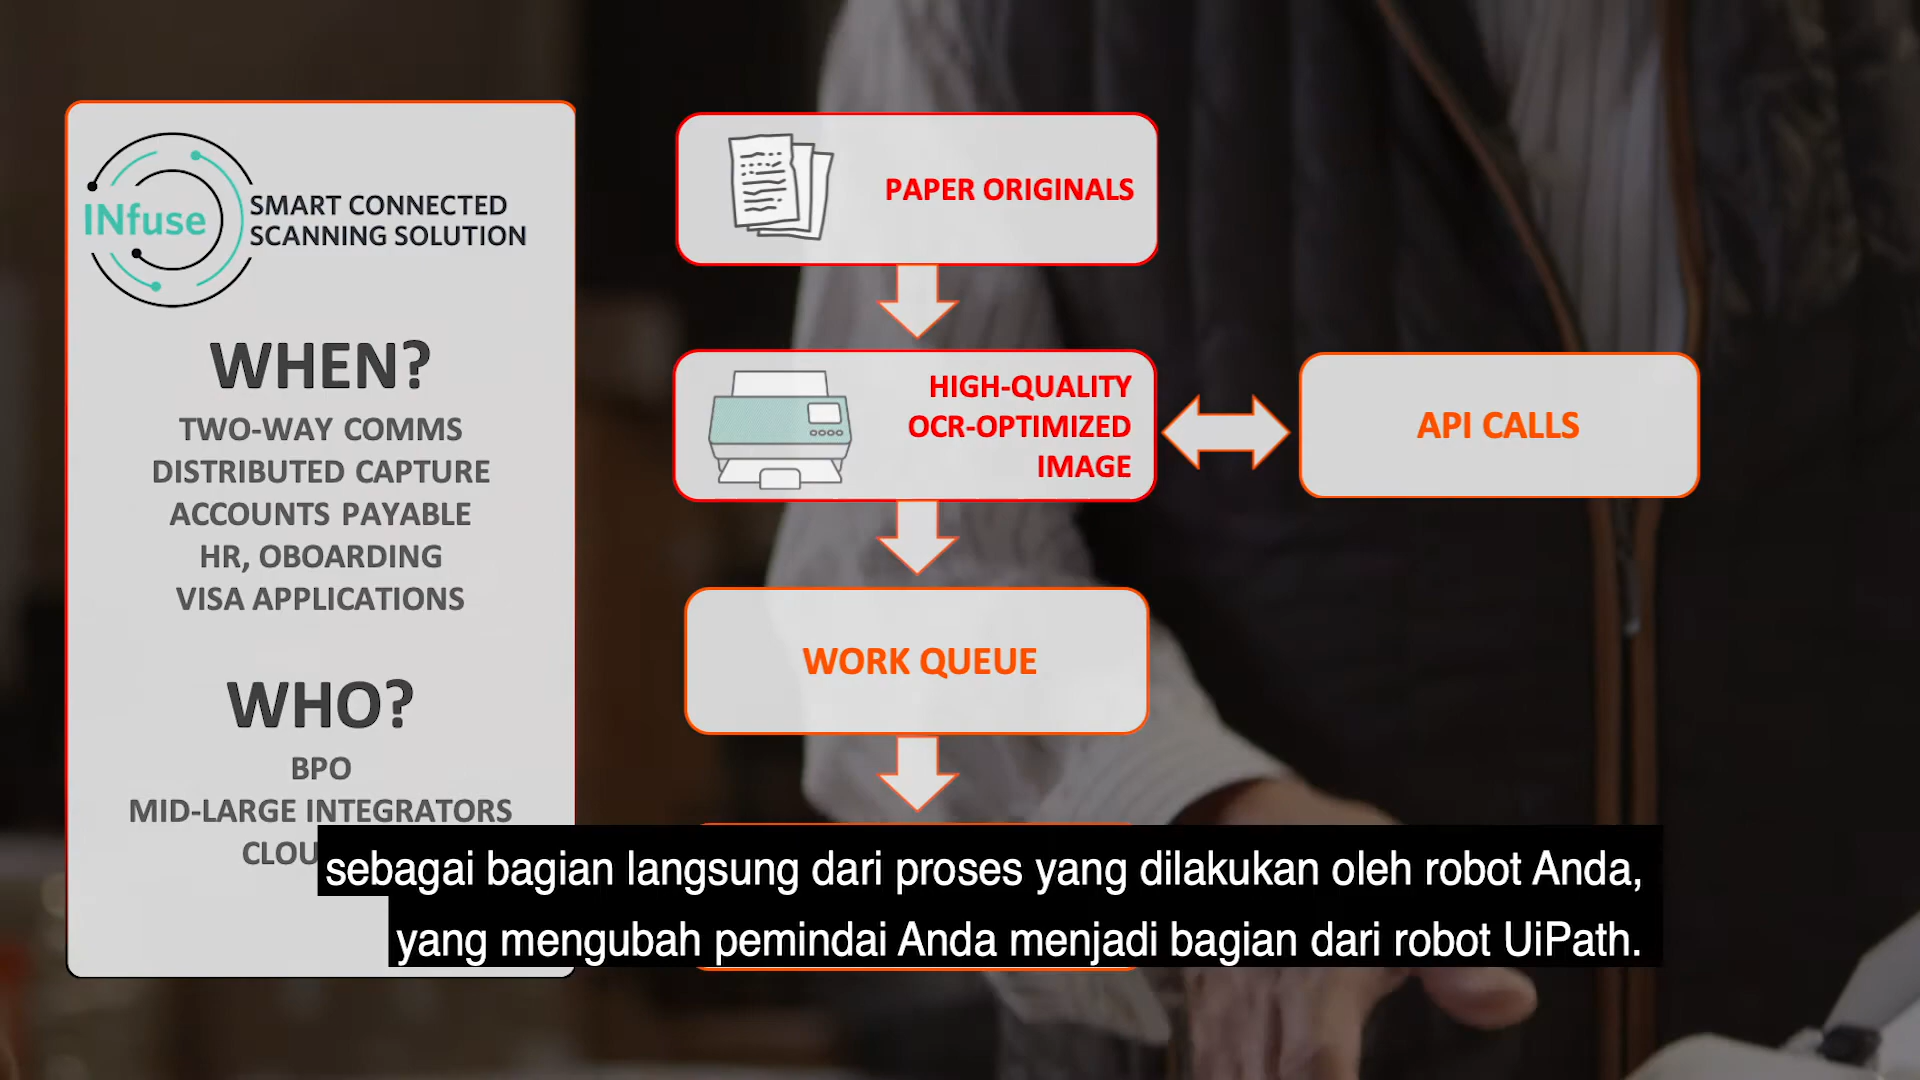 INfuse
SMART CONNECTED
SCANNING SOLUTION
WHEN?
TWO-WAY COMMS
DISTRIBUTED CAPTURE
ACCOUNTS PAYABLE
HR, OBOARDING
VISA APPLICATIONS
WHO?
BPO
MID-LARGE INTEGRATORS
PAPER ORIGINALS
HIGH-QUALITY
OCR-OPTIMIZED
IMAGE
API CALLS
WORK QUEUE
sebagai bagian langsung dari proses yang dilakukan oleh robot Anda,
yang mengubah pemindai Anda menjadi bagian dari robot UiPath.